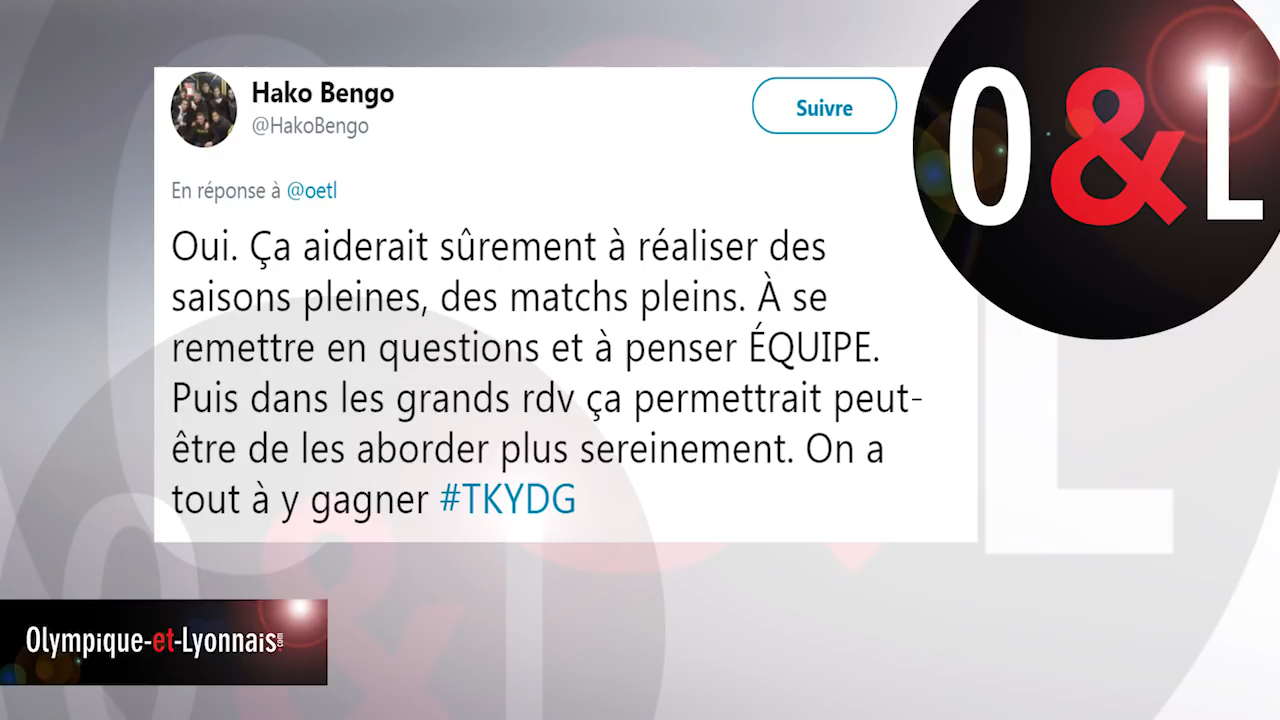 Hako Bengo
@HakoBengo
Suivre
En réponse à @oetl
Oui. Ça aiderait sûrement à réaliser des
saisons pleines, des matchs pleins. À se
remettre en questions et à penser ÉQUIPE.
Puis dans les grands rdv ça permettrait peut-
être de les aborder plus sereinement. On a
tout à y gagner #TKYDG
O&L
Olympique-et-Lyonnais.com